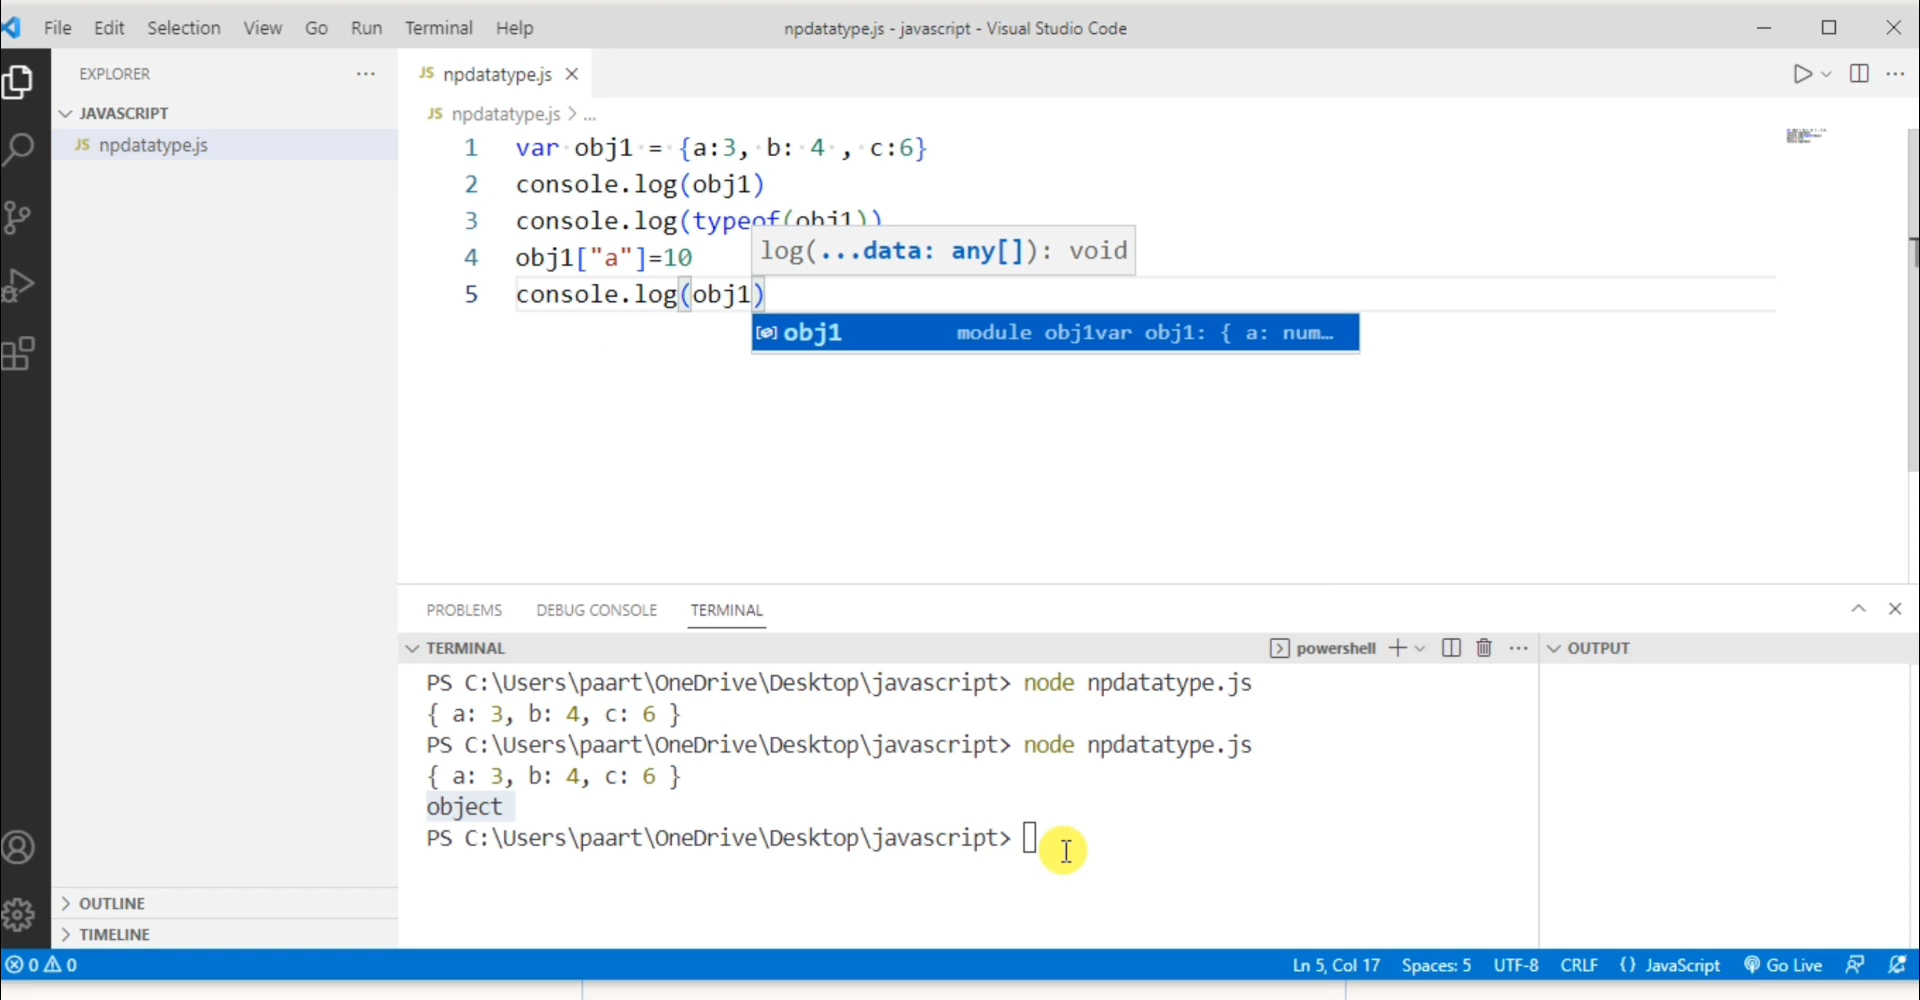 File Edit Selection View Go Run Terminal Help npdatatype.js - javascript - Visual Studio Code
EXPLORER
JAVASCRIPT
JS npdatatype.js
JS npdatatype.js
JS npdatatype.js > ...
1 var obj1 = {a:3, b: 4 , c:6}
2 console.log(obj1)
3 console.log(typeof(obj1))
log(...data: any[]): void
4 obj1["a"]=10
5 console.log(obj1)
obj1 module obj1var obj1: { a: num…
PROBLEMS DEBUG CONSOLE TERMINAL
TERMINAL powershell OUTPUT
PS C:\Users\paart\OneDrive\Desktop\javascript> node npdatatype.js
{ a: 3, b: 4, c: 6 }
PS C:\Users\paart\OneDrive\Desktop\javascript> node npdatatype.js
{ a: 3, b: 4, c: 6 }
object
PS C:\Users\paart\OneDrive\Desktop\javascript>
OUTLINE
TIMELINE
0 0 Ln 5, Col 17 Spaces: 5 UTF-8 CRLF {} JavaScript Go Live